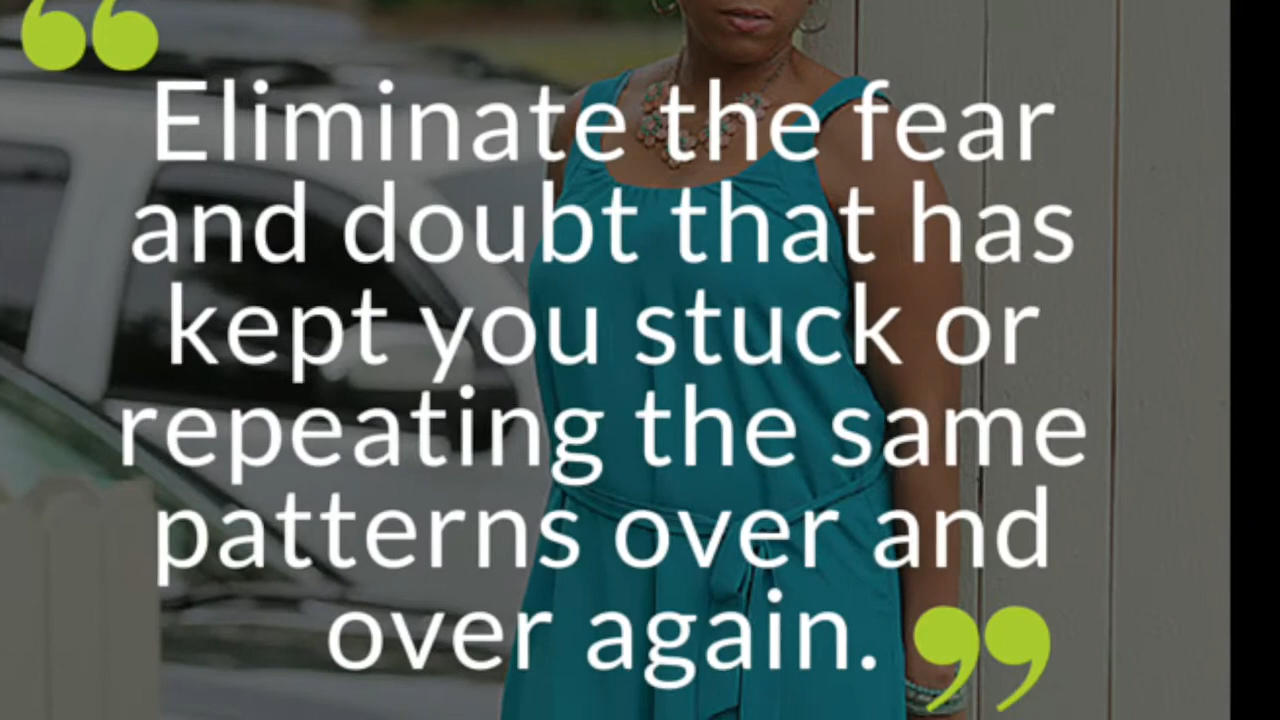 “
Eliminate the fear
and doubt that has
kept you stuck or
repeating the same
patterns over and
over again. ”